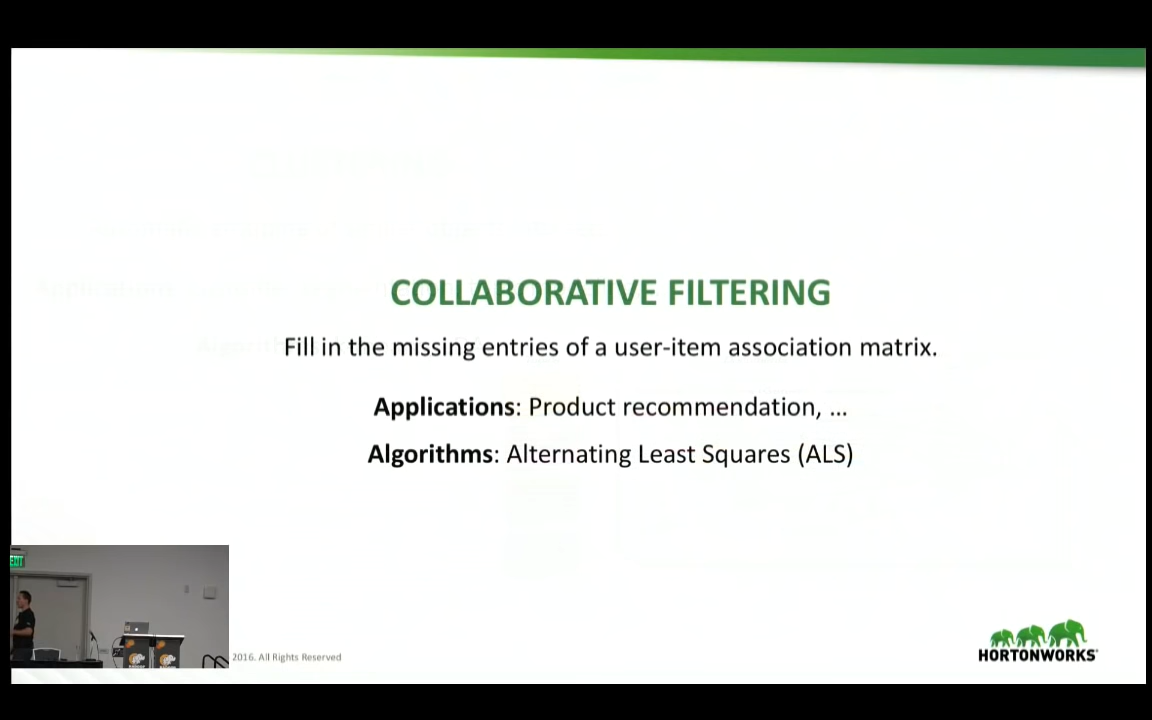 COLLABORATIVE FILTERING
Fill in the missing entries of a user-item association matrix.
Applications: Product recommendation, ...
Algorithms: Alternating Least Squares (ALS)
EXIT
2016. All Rights Reserved
HORTONWORKS